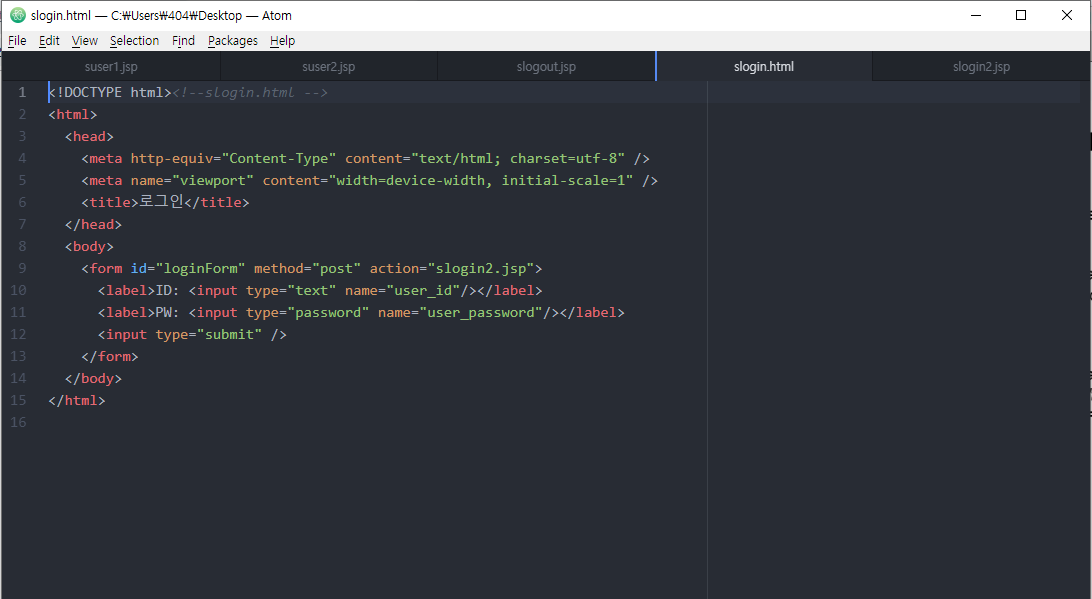 slogin.html — C:₩Users₩404₩Desktop — Atom
File Edit View Selection Find Packages Help
suser1.jsp suser2.jsp slogout.jsp slogin.html slogin2.jsp
1 <!DOCTYPE html><!--slogin.html -->
2 <html>
3 <head>
4 <meta http-equiv="Content-Type" content="text/html; charset=utf-8" />
5 <meta name="viewport" content="width=device-width, initial-scale=1" />
6 <title>로그인</title>
7 </head>
8 <body>
9 <form id="loginForm" method="post" action="slogin2.jsp">
10 <label>ID: <input type="text" name="user_id"/></label>
11 <label>PW: <input type="password" name="user_password"/></label>
12 <input type="submit" />
13 </form>
14 </body>
15 </html>
16